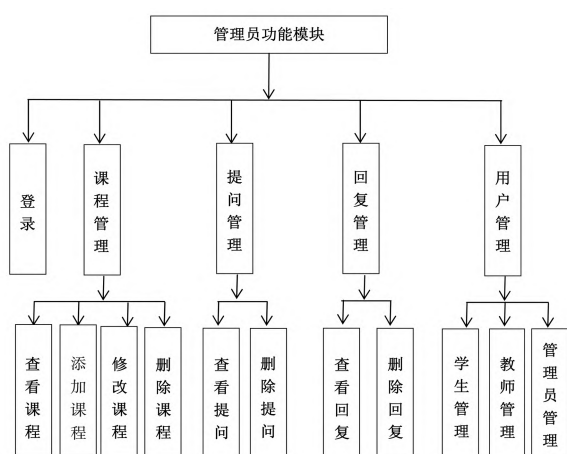 管理员功能模块
登录
课程管理
提问管理
回复管理
用户管理
查看课程
添加课程
修改课程
删除课程
查看提问
删除提问
查看回复
删除回复
学生管理
教师管理
管理员管理